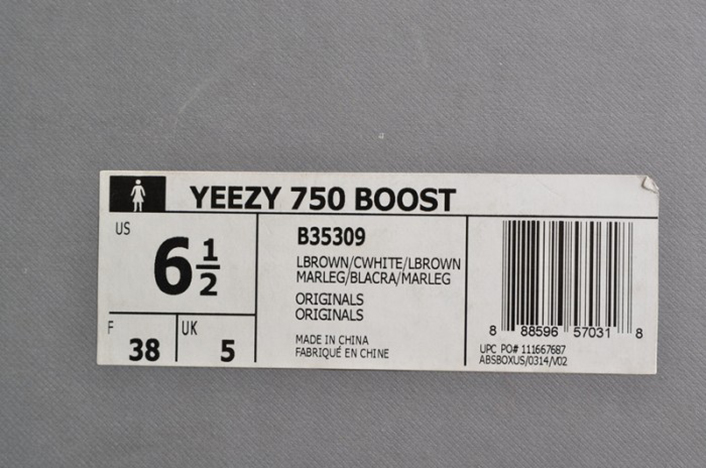 YEEZY 750 BOOST
US
6 1/2
F
38
UK
5
B35309
LBROWN/CWHITE/LBROWN
MARLEG/BLACRA/MARLEG
ORIGINALS
ORIGINALS
MADE IN CHINA
FABRIQUÉ EN CHINE
8 88596 57031 8
UPC PO# 111667687
ABSBOXUS/0314/V02